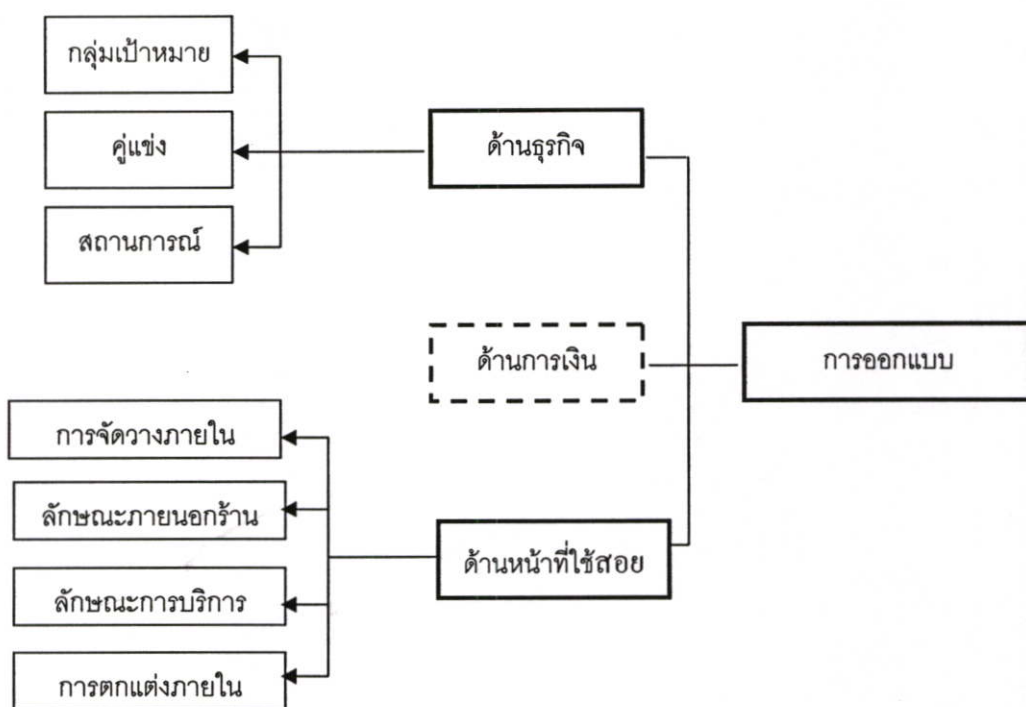 กลุ่มเป้าหมาย
คู่แข่ง
ด้านธุรกิจ
สถานการณ์
ด้านการเงิน
การออกแบบ
การจัดวางภายใน
ลักษณะภายนอกร้าน
ด้านหน้าที่ใช้สอย
ลักษณะการบริการ
การตกแต่งภายใน